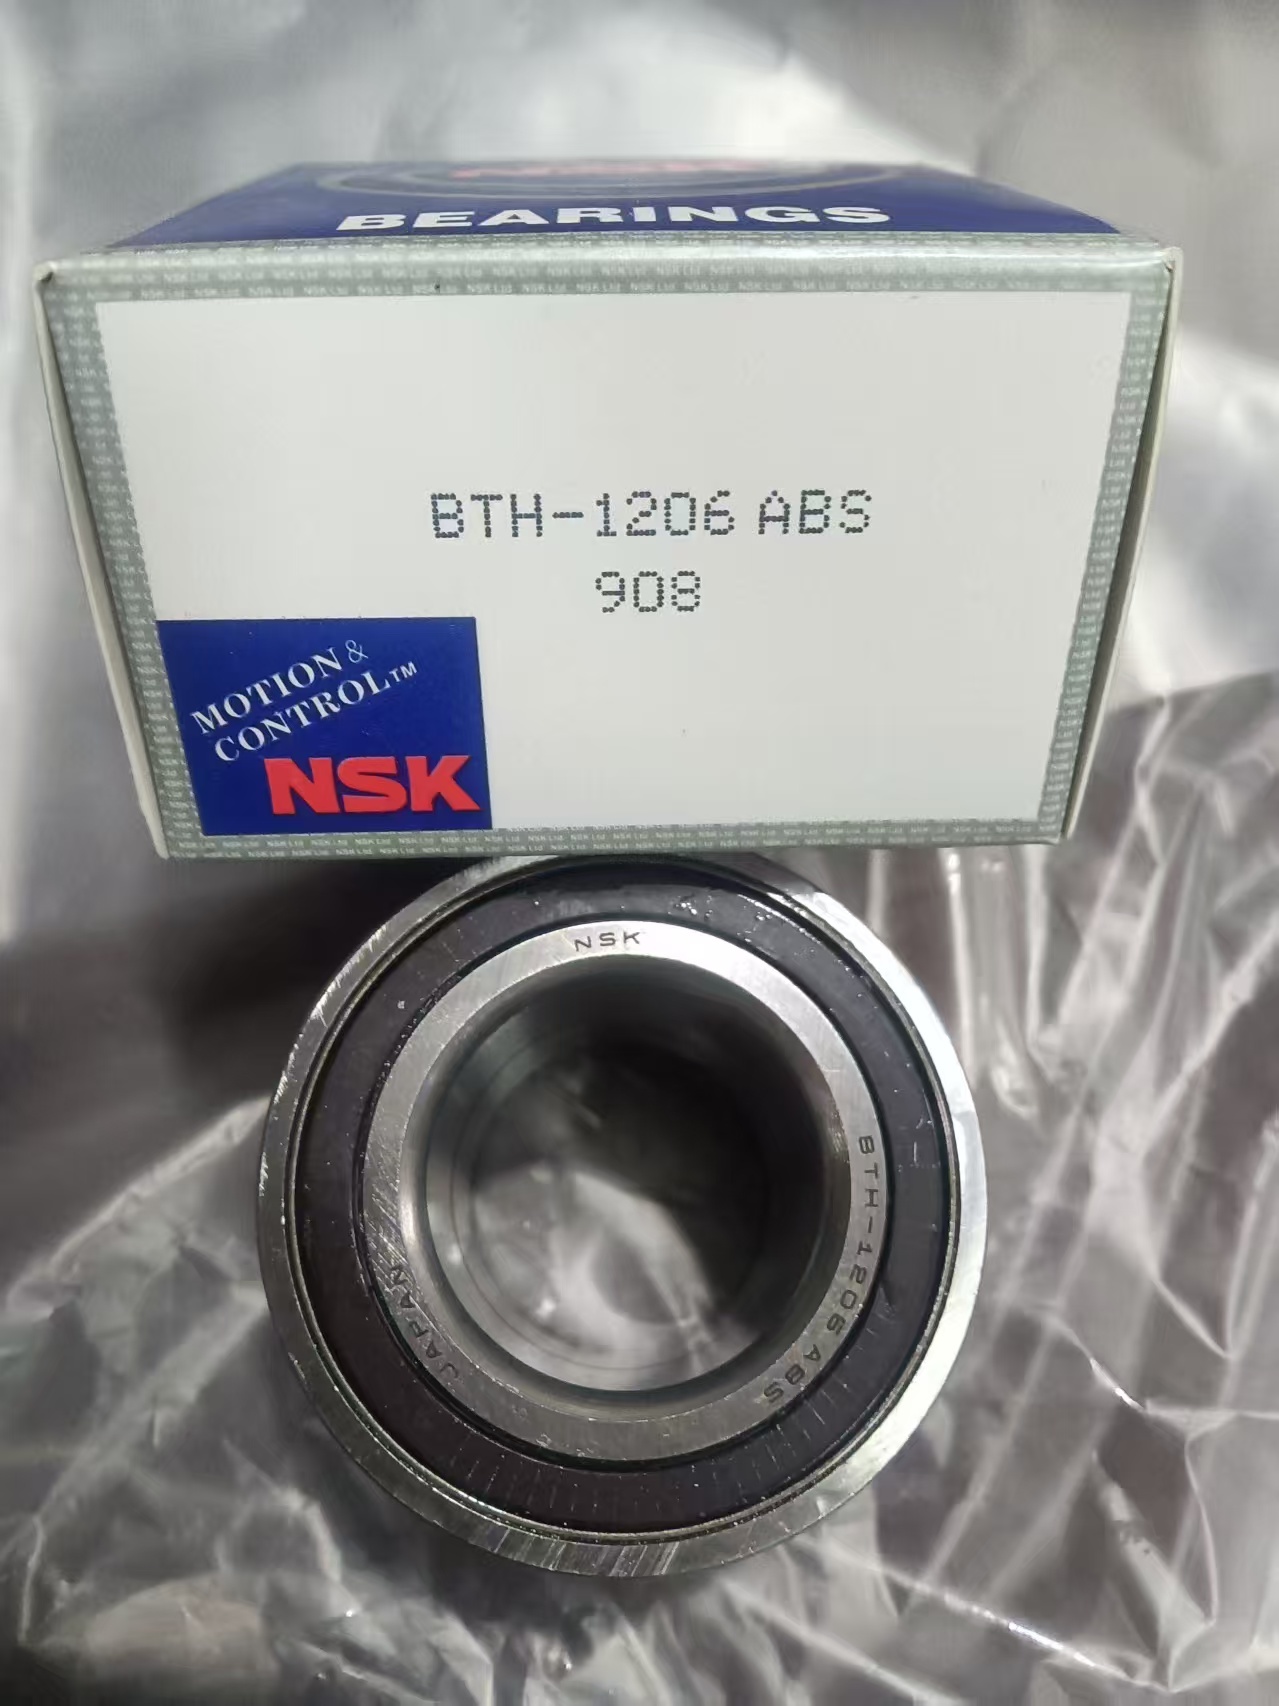 BEARINGS
BTH-1206 ABS
908
MOTION &
CONTROL™
NSK
NSK
BTH-1206 ABS
JAPAN